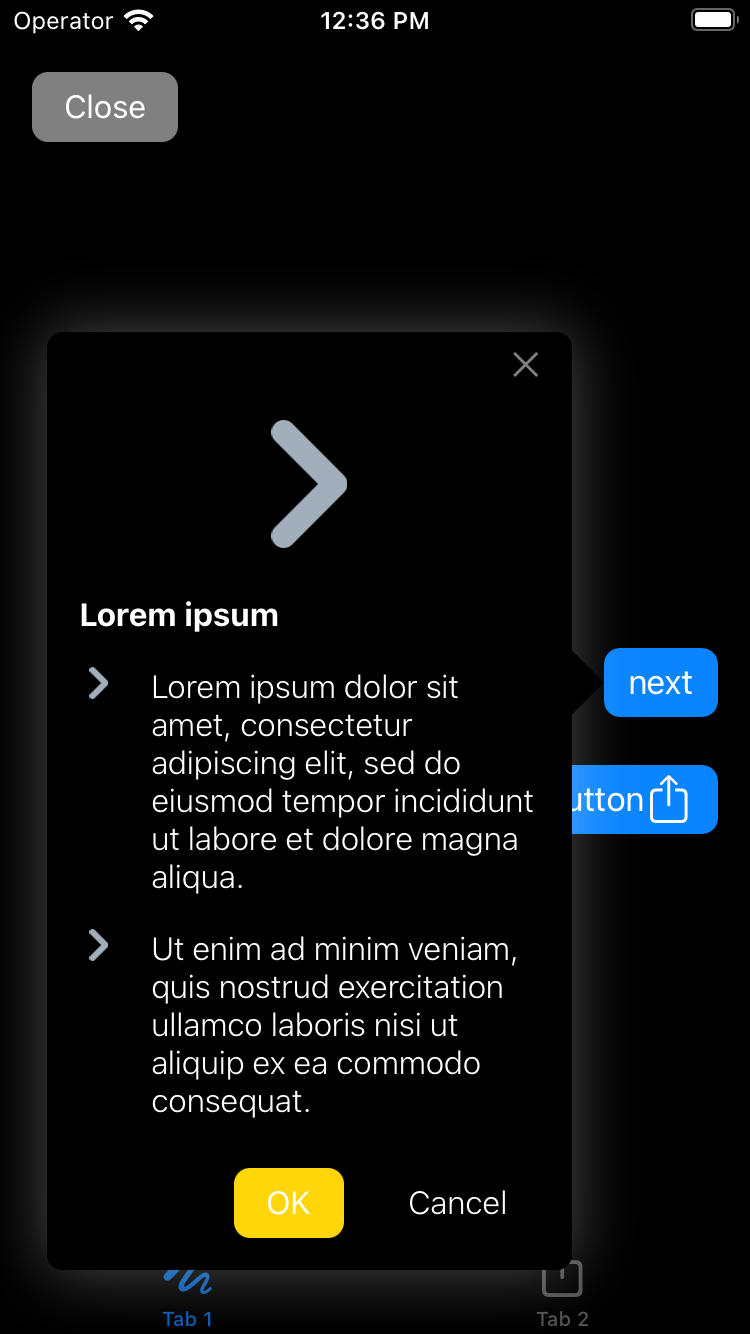 Operator 12:36 PM
Close
Lorem ipsum
Lorem ipsum dolor sit
amet, consectetur
adipiscing elit, sed do
eiusmod tempor incididunt
ut labore et dolore magna
aliqua.
Ut enim ad minim veniam,
quis nostrud exercitation
ullamco laboris nisi ut
aliquip ex ea commodo
consequat.
OK Cancel
next
utton
Tab 1 Tab 2